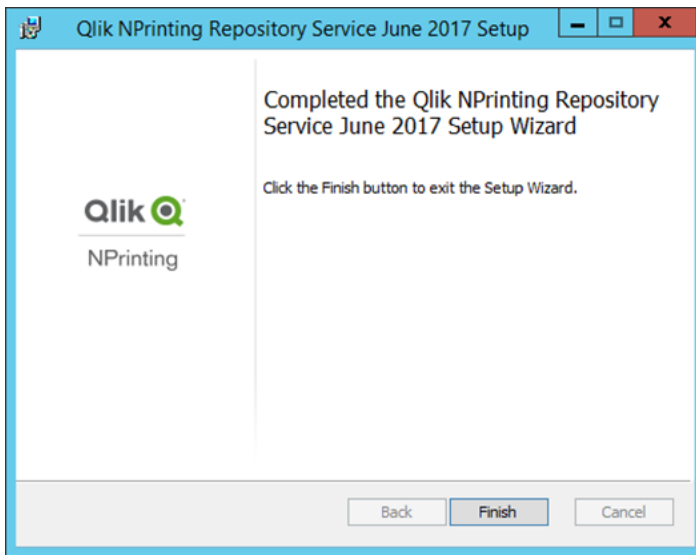 Qlik NPrinting Repository Service June 2017 Setup
Completed the Qlik NPrinting Repository
Service June 2017 Setup Wizard
Click the Finish button to exit the Setup Wizard.
Qlik
NPrinting
Back
Finish
Cancel